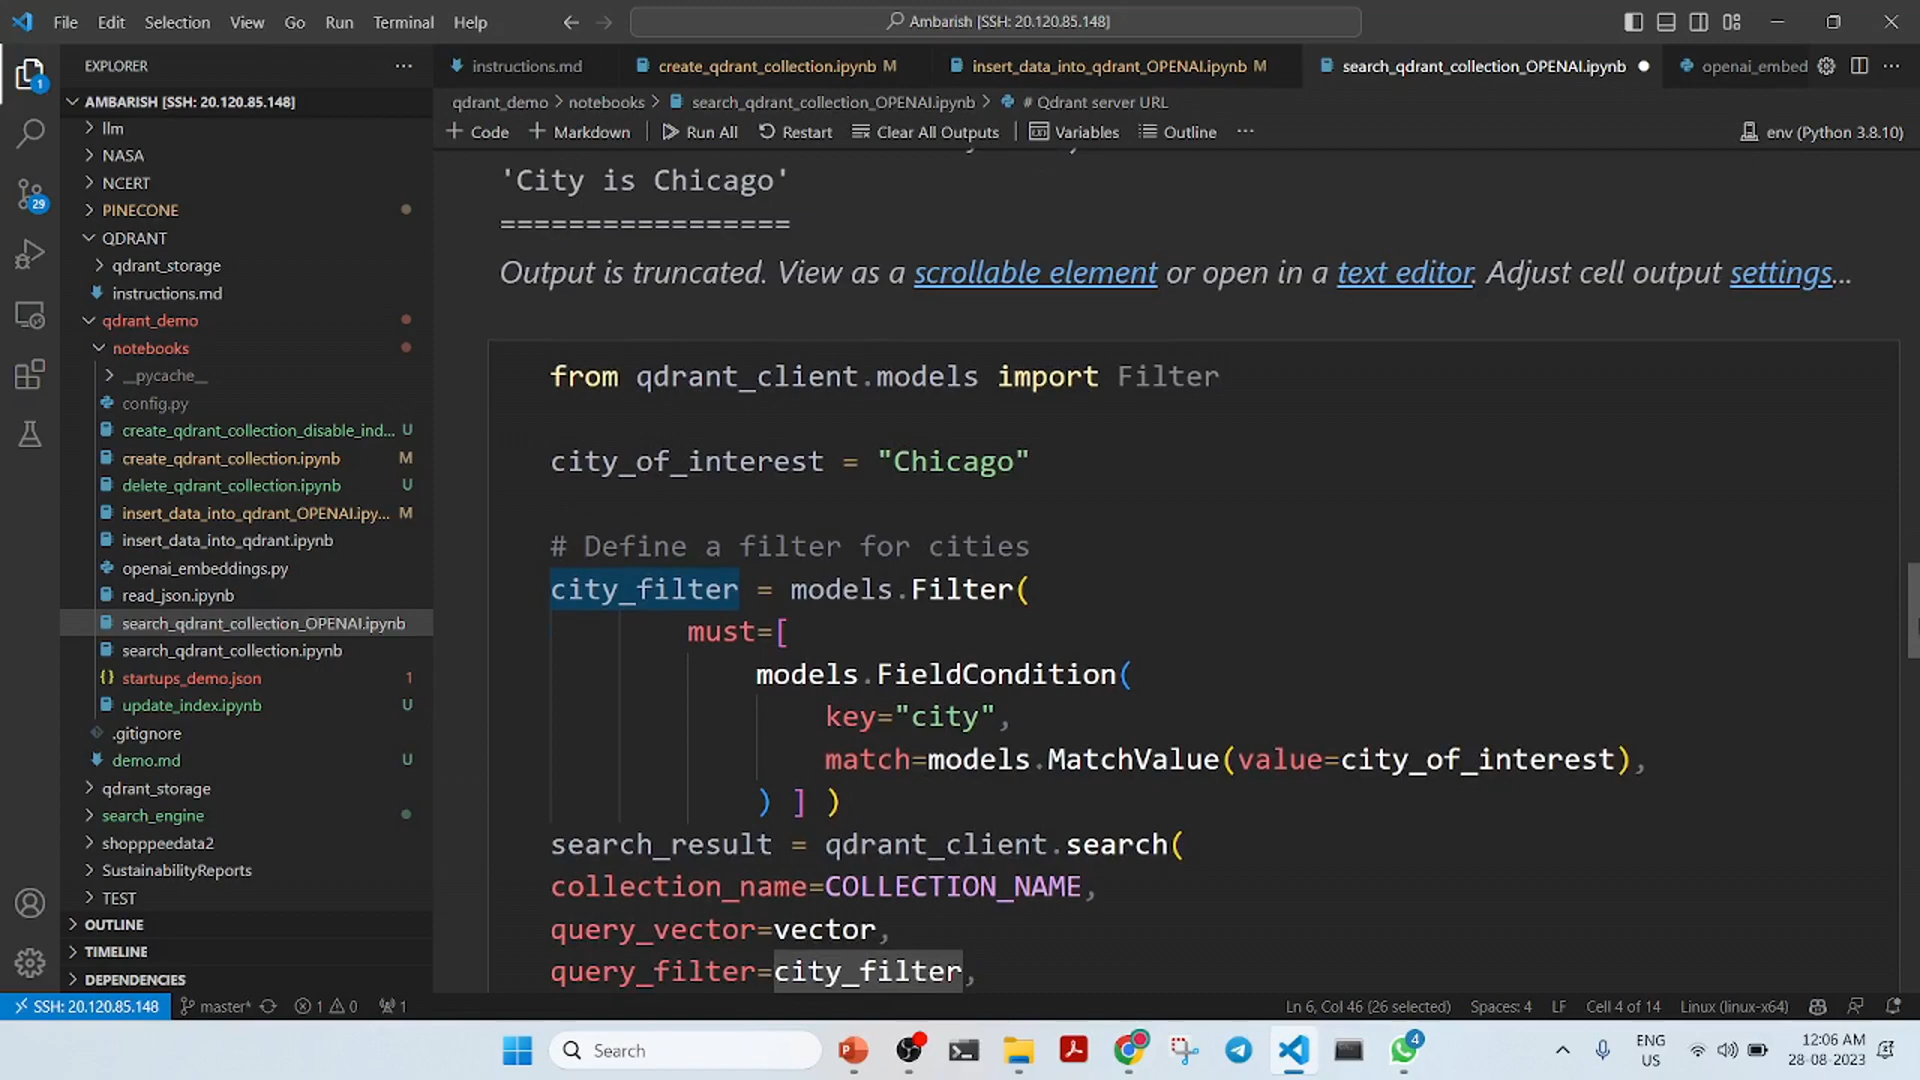 File Edit Selection View Go Run Terminal Help
Ambarish [SSH: 20.120.85.148]
EXPLORER
AMBARISH [SSH: 20.120.85.148]
llm
NASA
NCERT
PINECONE
QDRANT
qdrant_storage
instructions.md
qdrant_demo
notebooks
__pycache__
config.py
create_qdrant_collection_disable_ind... U
create_qdrant_collection.ipynb M
delete_qdrant_collection.ipynb U
insert_data_into_qdrant_OPENAI.ipy... M
insert_data_into_qdrant.ipynb
openai_embeddings.py
read_json.ipynb
search_qdrant_collection_OPENAI.ipynb
search_qdrant_collection.ipynb
startups_demo.json 1
update_index.ipynb U
.gitignore
demo.md U
qdrant_storage
search_engine
shopppeedata2
SustainabilityReports
TEST
OUTLINE
TIMELINE
DEPENDENCIES
1
29
instructions.md create_qdrant_collection.ipynb M insert_data_into_qdrant_OPENAI.ipynb M search_qdrant_collection_OPENAI.ipynb openai_embed
qdrant_demo > notebooks > search_qdrant_collection_OPENAI.ipynb > # Qdrant server URL
+ Code + Markdown Run All Restart Clear All Outputs Variables Outline ... env (Python 3.8.10)
'City is Chicago'
=================
Output is truncated. View as a scrollable element or open in a text editor. Adjust cell output settings...
from qdrant_client.models import Filter
city_of_interest = "Chicago"
# Define a filter for cities
city_filter = models.Filter(
must=[
models.FieldCondition(
key="city",
match=models.MatchValue(value=city_of_interest),
) ] )
search_result = qdrant_client.search(
collection_name=COLLECTION_NAME,
query_vector=vector,
query_filter=city_filter,
SSH: 20.120.85.148 master* 1 0 1 Ln 6, Col 46 (26 selected) Spaces: 4 LF Cell 4 of 14 Linux (linux-x64)
Search
4
ENG
US
12:06 AM
28-08-2023